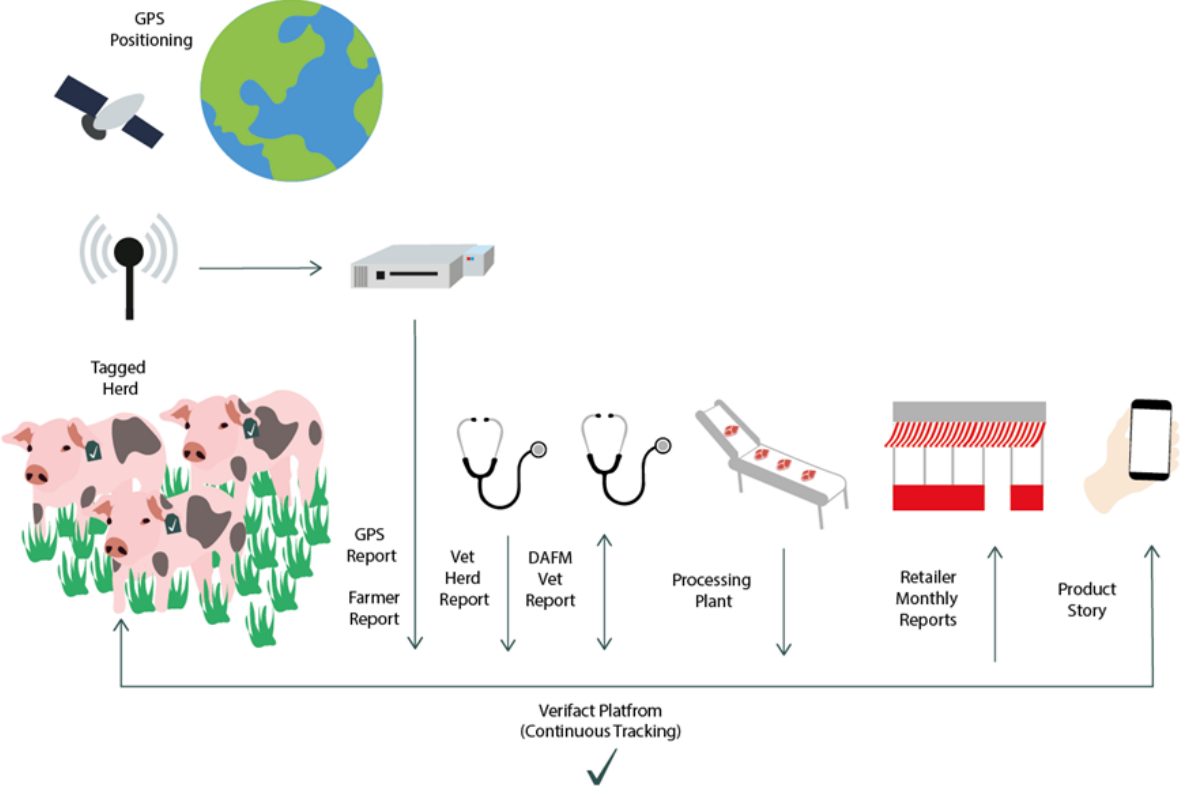 GPS
Positioning
Tagged
Herd
GPS
Report
Farmer
Report
Vet
Herd
Report
DAFM
Vet
Report
Processing
Plant
Retailer
Monthly
Reports
Product
Story
Verifact Platfrom
(Continuous Tracking)